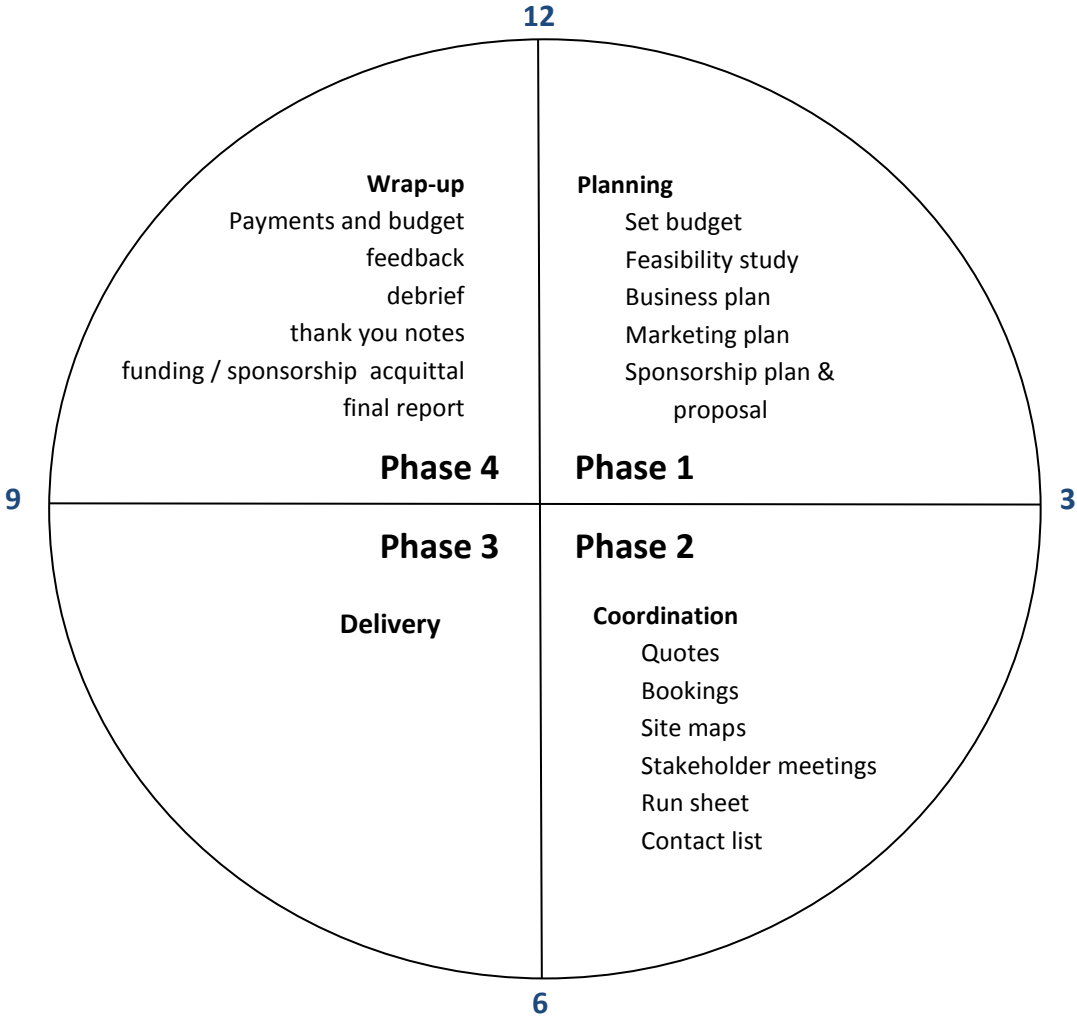 12
Wrap-up
Payments and budget
feedback
debrief
thank you notes
funding / sponsorship acquittal
final report
Phase 4
Planning
Set budget
Feasibility study
Business plan
Marketing plan
Sponsorship plan &
proposal
Phase 1
9
3
Phase 3
Delivery
Phase 2
Coordination
Quotes
Bookings
Site maps
Stakeholder meetings
Run sheet
Contact list
6